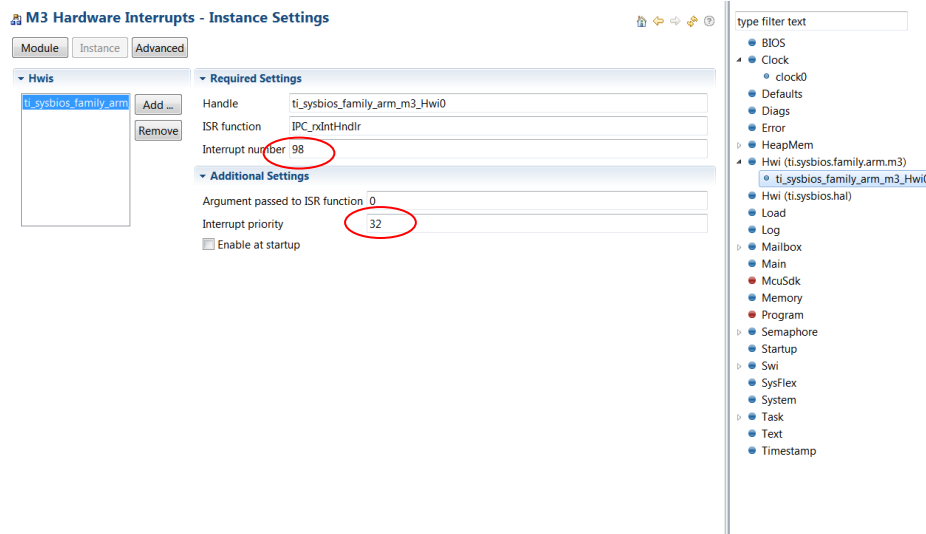 M3 Hardware Interrupts - Instance Settings
Module Instance Advanced
Hwis
ti_sysbios_family_arm
Add ...
Remove
Required Settings
Handle ti_sysbios_family_arm_m3_Hwi0
ISR function IPC_rxIntHndlr
Interrupt number 98
Additional Settings
Argument passed to ISR function 0
Interrupt priority 32
Enable at startup
type filter text
BIOS
Clock
clock0
Defaults
Diags
Error
HeapMem
Hwi (ti.sysbios.family.arm.m3)
ti_sysbios_family_arm_m3_Hwi0
Hwi (ti.sysbios.hal)
Load
Log
Mailbox
Main
McuSdk
Memory
Program
Semaphore
Startup
Swi
SysFlex
System
Task
Text
Timestamp